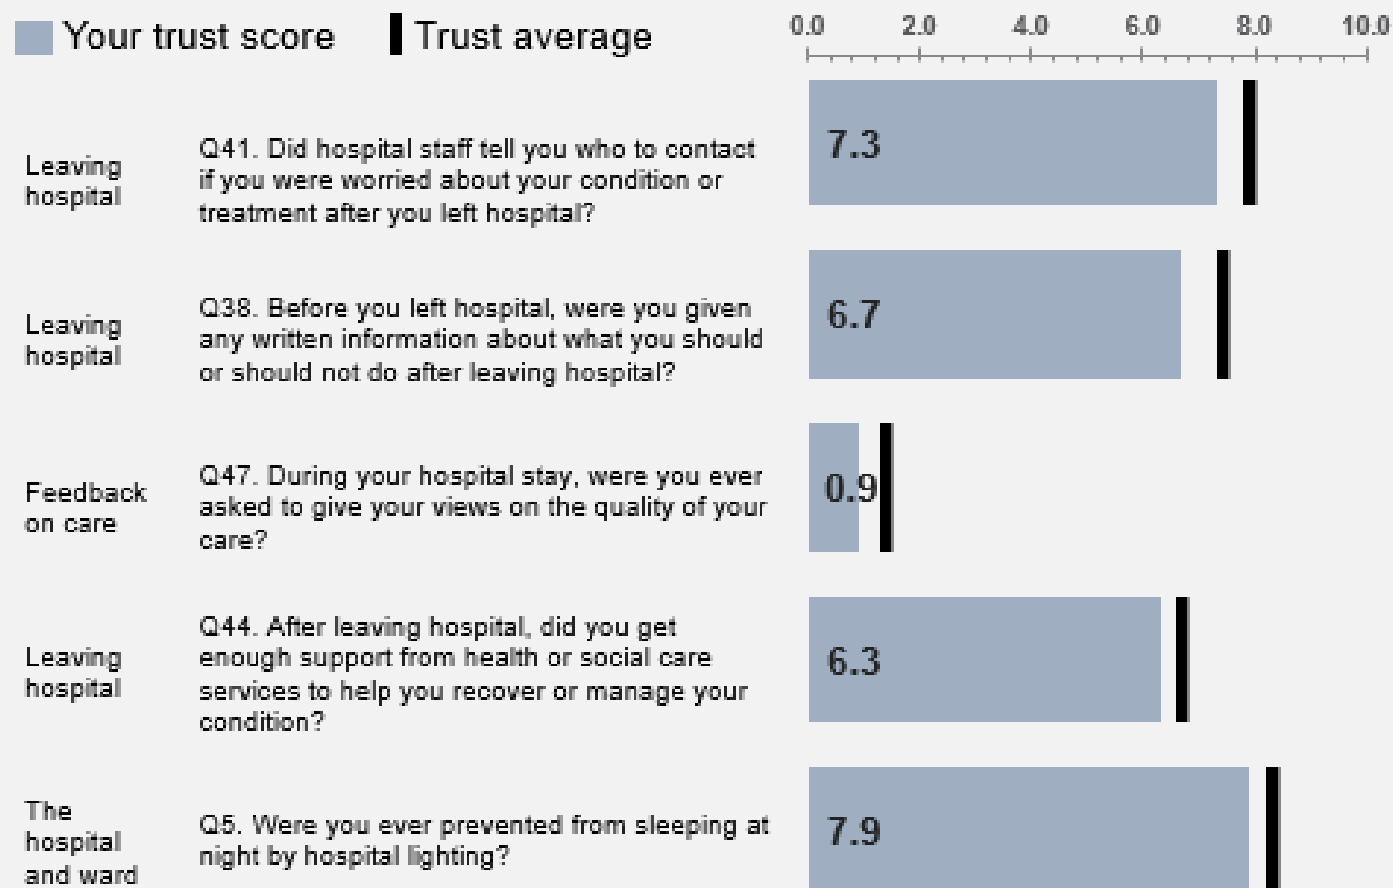 Your trust score
Trust average
0.0 2.0 4.0 6.0 8.0 10.0
Leaving
hospital
Q41. Did hospital staff tell you who to contact
if you were worried about your condition or
treatment after you left hospital?
7.3
Leaving
hospital
Q38. Before you left hospital, were you given
any written information about what you should
or should not do after leaving hospital?
6.7
Feedback
on care
Q47. During your hospital stay, were you ever
asked to give your views on the quality of your
care?
0.9
Leaving
hospital
Q44. After leaving hospital, did you get
enough support from health or social care
services to help you recover or manage your
condition?
6.3
The
hospital
and ward
Q5. Were you ever prevented from sleeping at
night by hospital lighting?
7.9